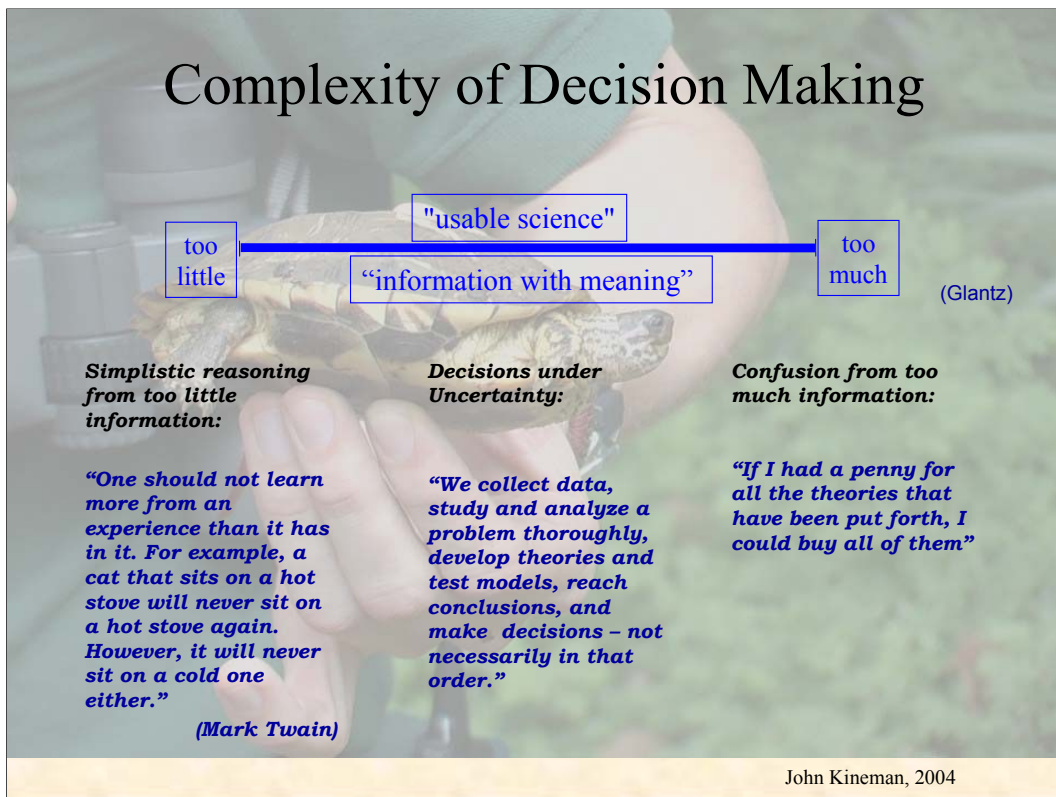 Complexity of Decision Making
"usable science"
too
little
“information with meaning”
too
much
(Glantz)
Simplistic reasoning
from too little
information:
“One should not learn
more from an
experience than it has
in it. For example, a
cat that sits on a hot
stove will never sit on
a hot stove again.
However, it will never
sit on a cold one
either.”
(Mark Twain)
Decisions under
Uncertainty:
“We collect data,
study and analyze a
problem thoroughly,
develop theories and
test models, reach
conclusions, and
make decisions – not
necessarily in that
order.”
Confusion from too
much information:
“If I had a penny for
all the theories that
have been put forth, I
could buy all of them”
John Kineman, 2004